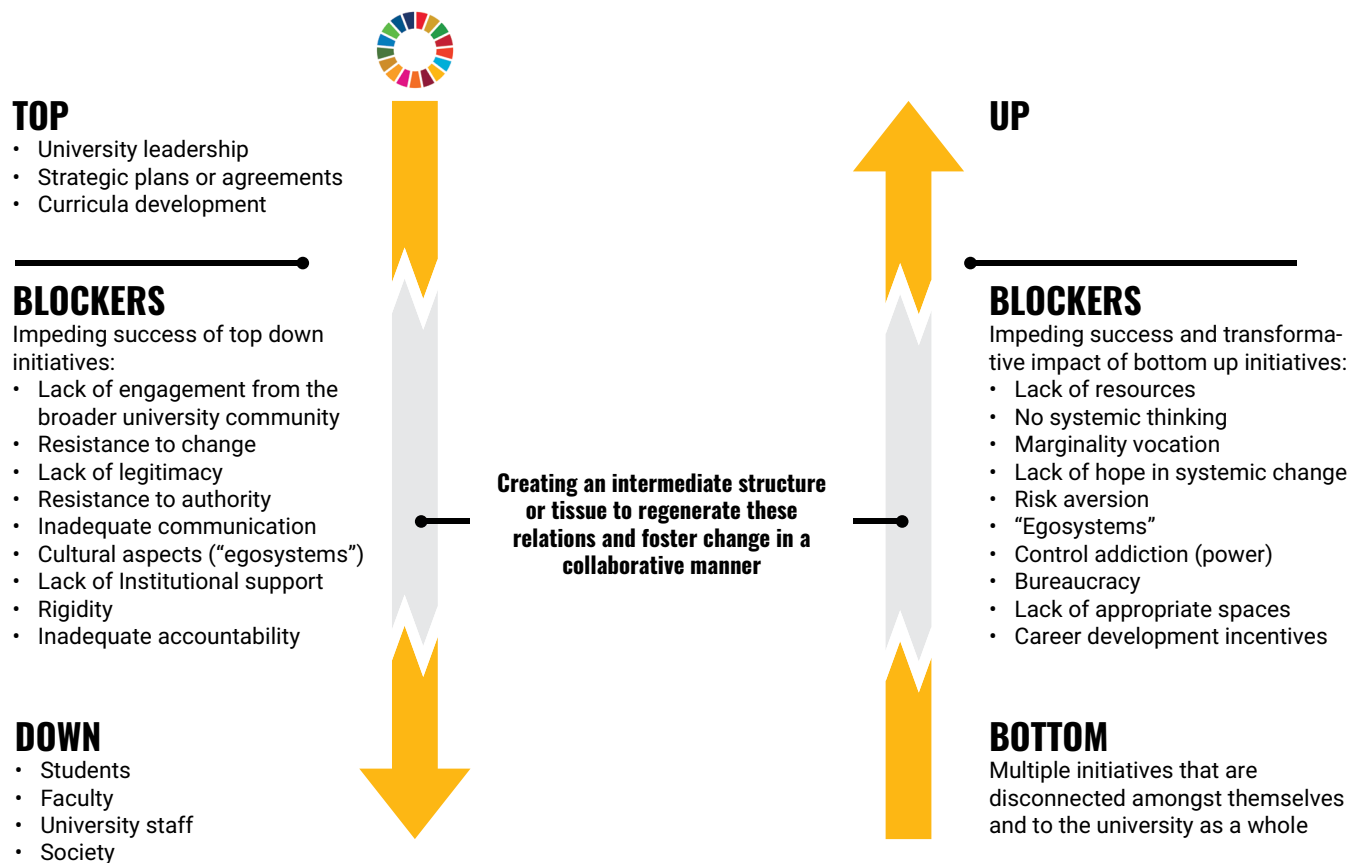 TOP
• University leadership
• Strategic plans or agreements
• Curricula development
BLOCKERS
Impeding success of top down
initiatives:
• Lack of engagement from the
broader university community
• Resistance to change
• Lack of legitimacy
• Resistance to authority
• Inadequate communication
• Cultural aspects (“egosystems”)
• Lack of Institutional support
• Rigidity
• Inadequate accountability
DOWN
• Students
• Faculty
• University staff
• Society
Creating an intermediate structure
or tissue to regenerate these
relations and foster change in a
collaborative manner
UP
BLOCKERS
Impeding success and transforma-
tive impact of bottom up initiatives:
• Lack of resources
• No systemic thinking
• Marginality vocation
• Lack of hope in systemic change
• Risk aversion
• “Egosystems”
• Control addiction (power)
• Bureaucracy
• Lack of appropriate spaces
• Career development incentives
BOTTOM
Multiple initiatives that are
disconnected amongst themselves
and to the university as a whole